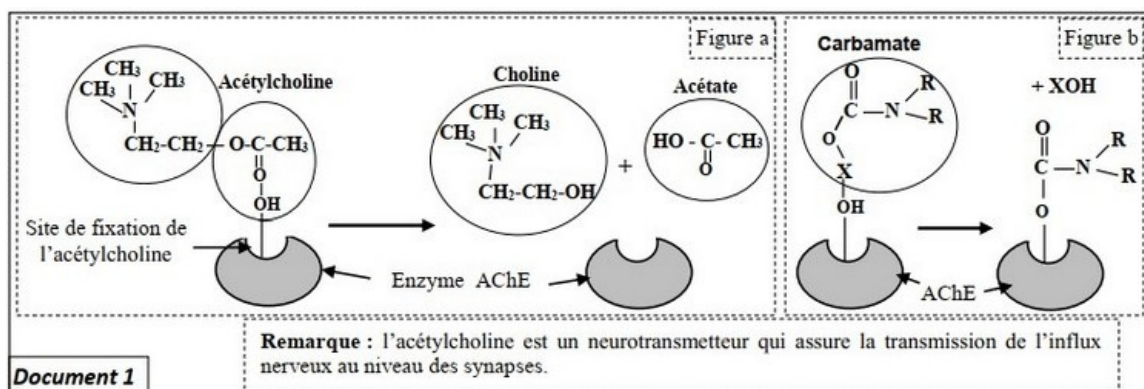 Figure a
Figure b
Acétylcholine
CH3
CH3
CH3
N
CH2-CH2-O-C-CH3
O
OH
Site de fixation de
l’acétylcholine
Choline
CH3
CH3
CH3
N
CH2-CH2-OH
+
Acétate
HO - C - CH3
O
Enzyme AChE
Carbamate
O
C
N
R
R
O
X
OH
+ XOH
O
C
N
R
R
O
AChE
Remarque : l’acétylcholine est un neurotransmetteur qui assure la transmission de l’influx
nerveux au niveau des synapses.
Document 1